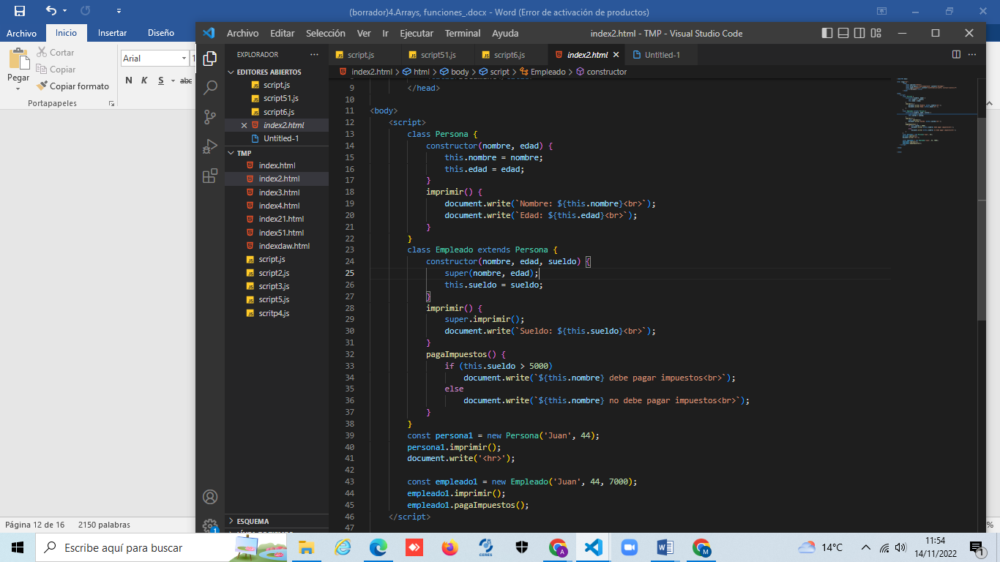 (borrador)4.Arrays, funciones_.docx - Word (Error de activación de productos)
Archivo Inicio Insertar Diseño
Pegar
Cortar
Copiar
Copiar formato
Portapapeles
Arial 1
N K S abc
Archivo Editar Selección Ver Ir Ejecutar Terminal Ayuda index2.html - TMP - Visual Studio Code
EXPLORADOR
EDITORES ABIERTOS
script.js
script51.js
script6.js
index2.html
Untitled-1
TMP
index.html
index2.html
index3.html
index4.html
index21.html
index51.html
indexdaw.html
script.js
script2.js
script3.js
script5.js
scritp4.js
ESQUEMA
script.js script51.js script6.js index2.html Untitled-1
index2.html > html > body > script > Empleado > constructor
9 </head>
10
11 <body>
12 <script>
13 class Persona {
14 constructor(nombre, edad) {
15 this.nombre = nombre;
16 this.edad = edad;
17 }
18 imprimir() {
19 document.write(`Nombre: ${this.nombre}<br>`);
20 document.write(`Edad: ${this.edad}<br>`);
21 }
22 }
23 class Empleado extends Persona {
24 constructor(nombre, edad, sueldo) {
25 super(nombre, edad);
26 this.sueldo = sueldo;
27 }
28 imprimir() {
29 super.imprimir();
30 document.write(`Sueldo: ${this.sueldo}<br>`);
31 }
32 pagaImpuestos() {
33 if (this.sueldo > 5000)
34 document.write(`${this.nombre} debe pagar impuestos<br>`);
35 else
36 document.write(`${this.nombre} no debe pagar impuestos<br>`);
37 }
38 }
39 const persona1 = new Persona('Juan', 44);
40 persona1.imprimir();
41 document.write('<hr>');
42
43 const empleado1 = new Empleado('Juan', 44, 7000);
44 empleado1.imprimir();
45 empleado1.pagaImpuestos();
46 </script>
47
1
Página 12 de 16 2150 palabras
%
Escribe aquí para buscar
CERES
A
M
14°C
11:54
14/11/2022
1